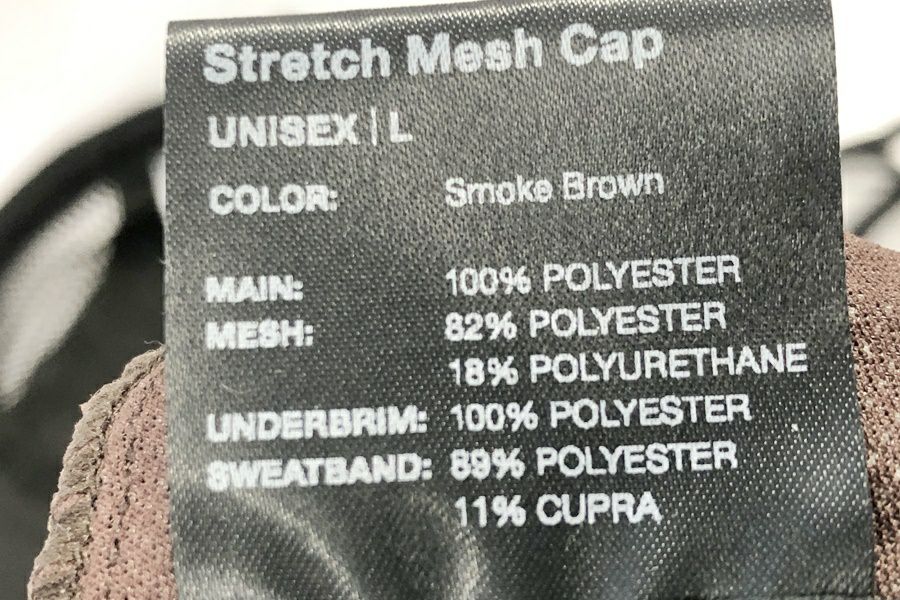 Stretch Mesh Cap
UNISEX | L
COLOR: Smoke Brown
MAIN: 100% POLYESTER
MESH: 82% POLYESTER
18% POLYURETHANE
UNDERBRIM: 100% POLYESTER
SWEATBAND: 89% POLYESTER
11% CUPRA